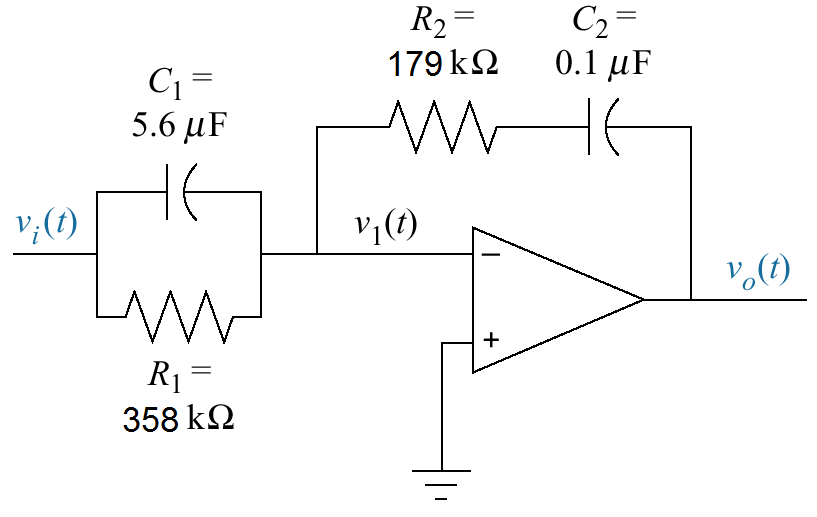 R₂ =
179 kΩ
C₂ =
0.1 μF
C₁ =
5.6 μF
vᵢ(t)
v₁(t)
−
+
vₒ(t)
R₁ =
358 kΩ